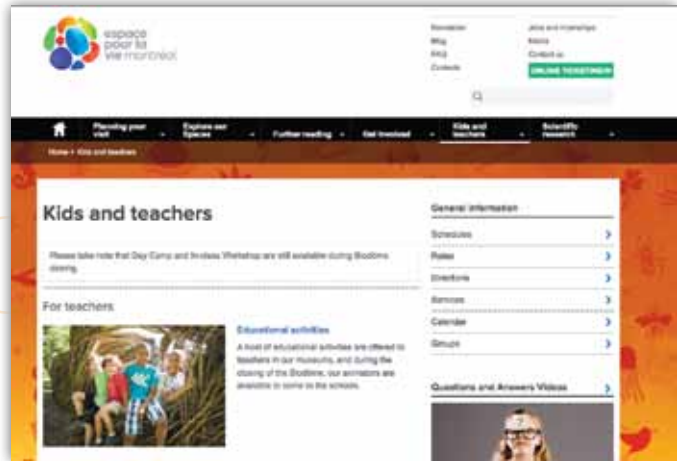 espace
pour la
vie montréal
Newsletter
Blog
FAQ
Contests
Jobs and internships
Media
Contact us
ONLINE TICKETING
Planning your
visit
Explore our
Spaces
Further reading
Get involved
Kids and
teachers
Scientific
research
Home > Kids and teachers
Kids and teachers
Please take note that Day Camp and In-class Workshop are still available during Biodôme
closing.
For teachers
Educational activities
A host of educational activities are offered to
teachers in our museums, and during the
closing of the Biodôme, our animators are
available to come to the schools.
General information
Schedules
Rates
Directions
Services
Calendar
Groups
Questions and Answers Videos
?